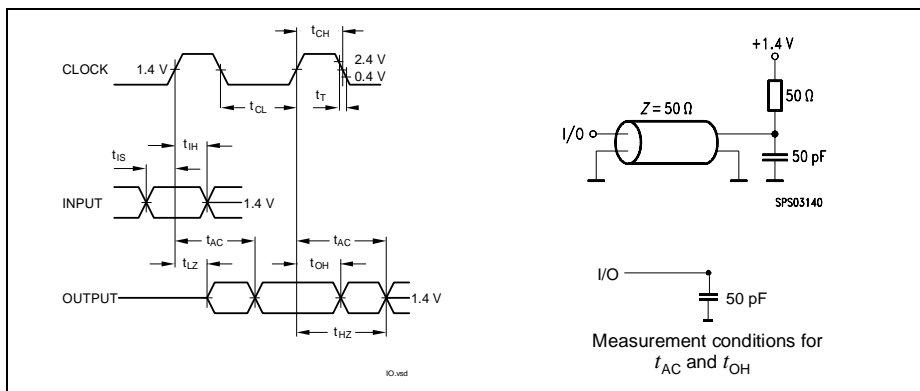 tCH
2.4 V
CLOCK
1.4 V
0.4 V
tT
tCL
tIS
tIH
INPUT
1.4 V
tAC
tAC
tLZ
tOH
OUTPUT
1.4 V
tHZ
IO.vsd
+1.4 V
50 Ω
Z=50 Ω
I/O
50 pF
SPS03140
I/O
50 pF
Measurement conditions for
tAC and tOH